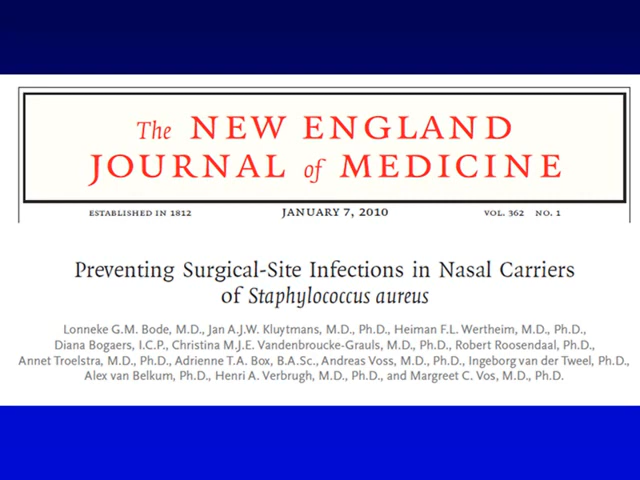 The NEW ENGLAND
JOURNAL of MEDICINE
ESTABLISHED IN 1812 JANUARY 7, 2010 VOL. 362 NO. 1
Preventing Surgical-Site Infections in Nasal Carriers
of Staphylococcus aureus
Lonneke G.M. Bode, M.D., Jan A.J.W. Kluytmans, M.D., Ph.D., Heiman F.L. Wertheim, M.D., Ph.D.,
Diana Bogaers, I.C.P., Christina M.J.E. Vandenbroucke-Grauls, M.D., Ph.D., Robert Roosendaal, Ph.D.,
Annet Troelstra, M.D., Ph.D., Adrienne T.A. Box, B.A.Sc., Andreas Voss, M.D., Ph.D., Ingeborg van der Tweel, Ph.D.,
Alex van Belkum, Ph.D., Henri A. Verbrugh, M.D., Ph.D., and Margreet C. Vos, M.D., Ph.D.